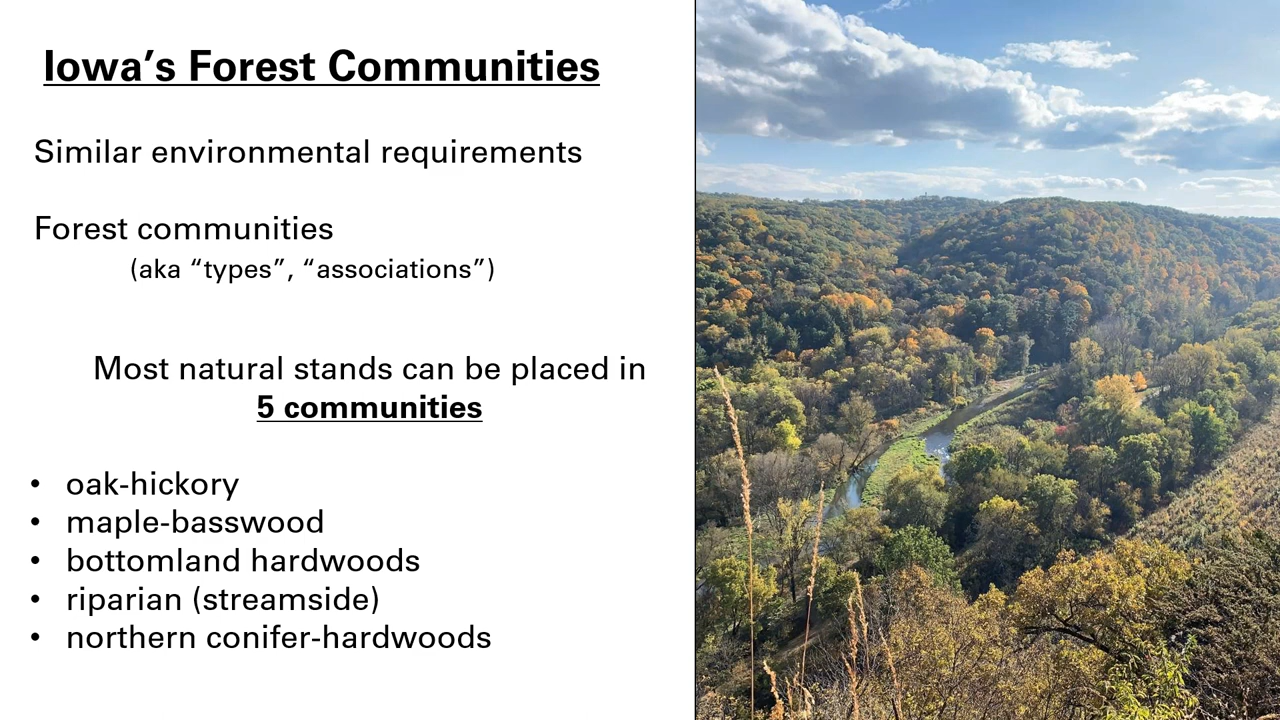 Iowa’s Forest Communities
Similar environmental requirements
Forest communities
(aka “types”, “associations”)
Most natural stands can be placed in
5 communities
• oak-hickory
• maple-basswood
• bottomland hardwoods
• riparian (streamside)
• northern conifer-hardwoods